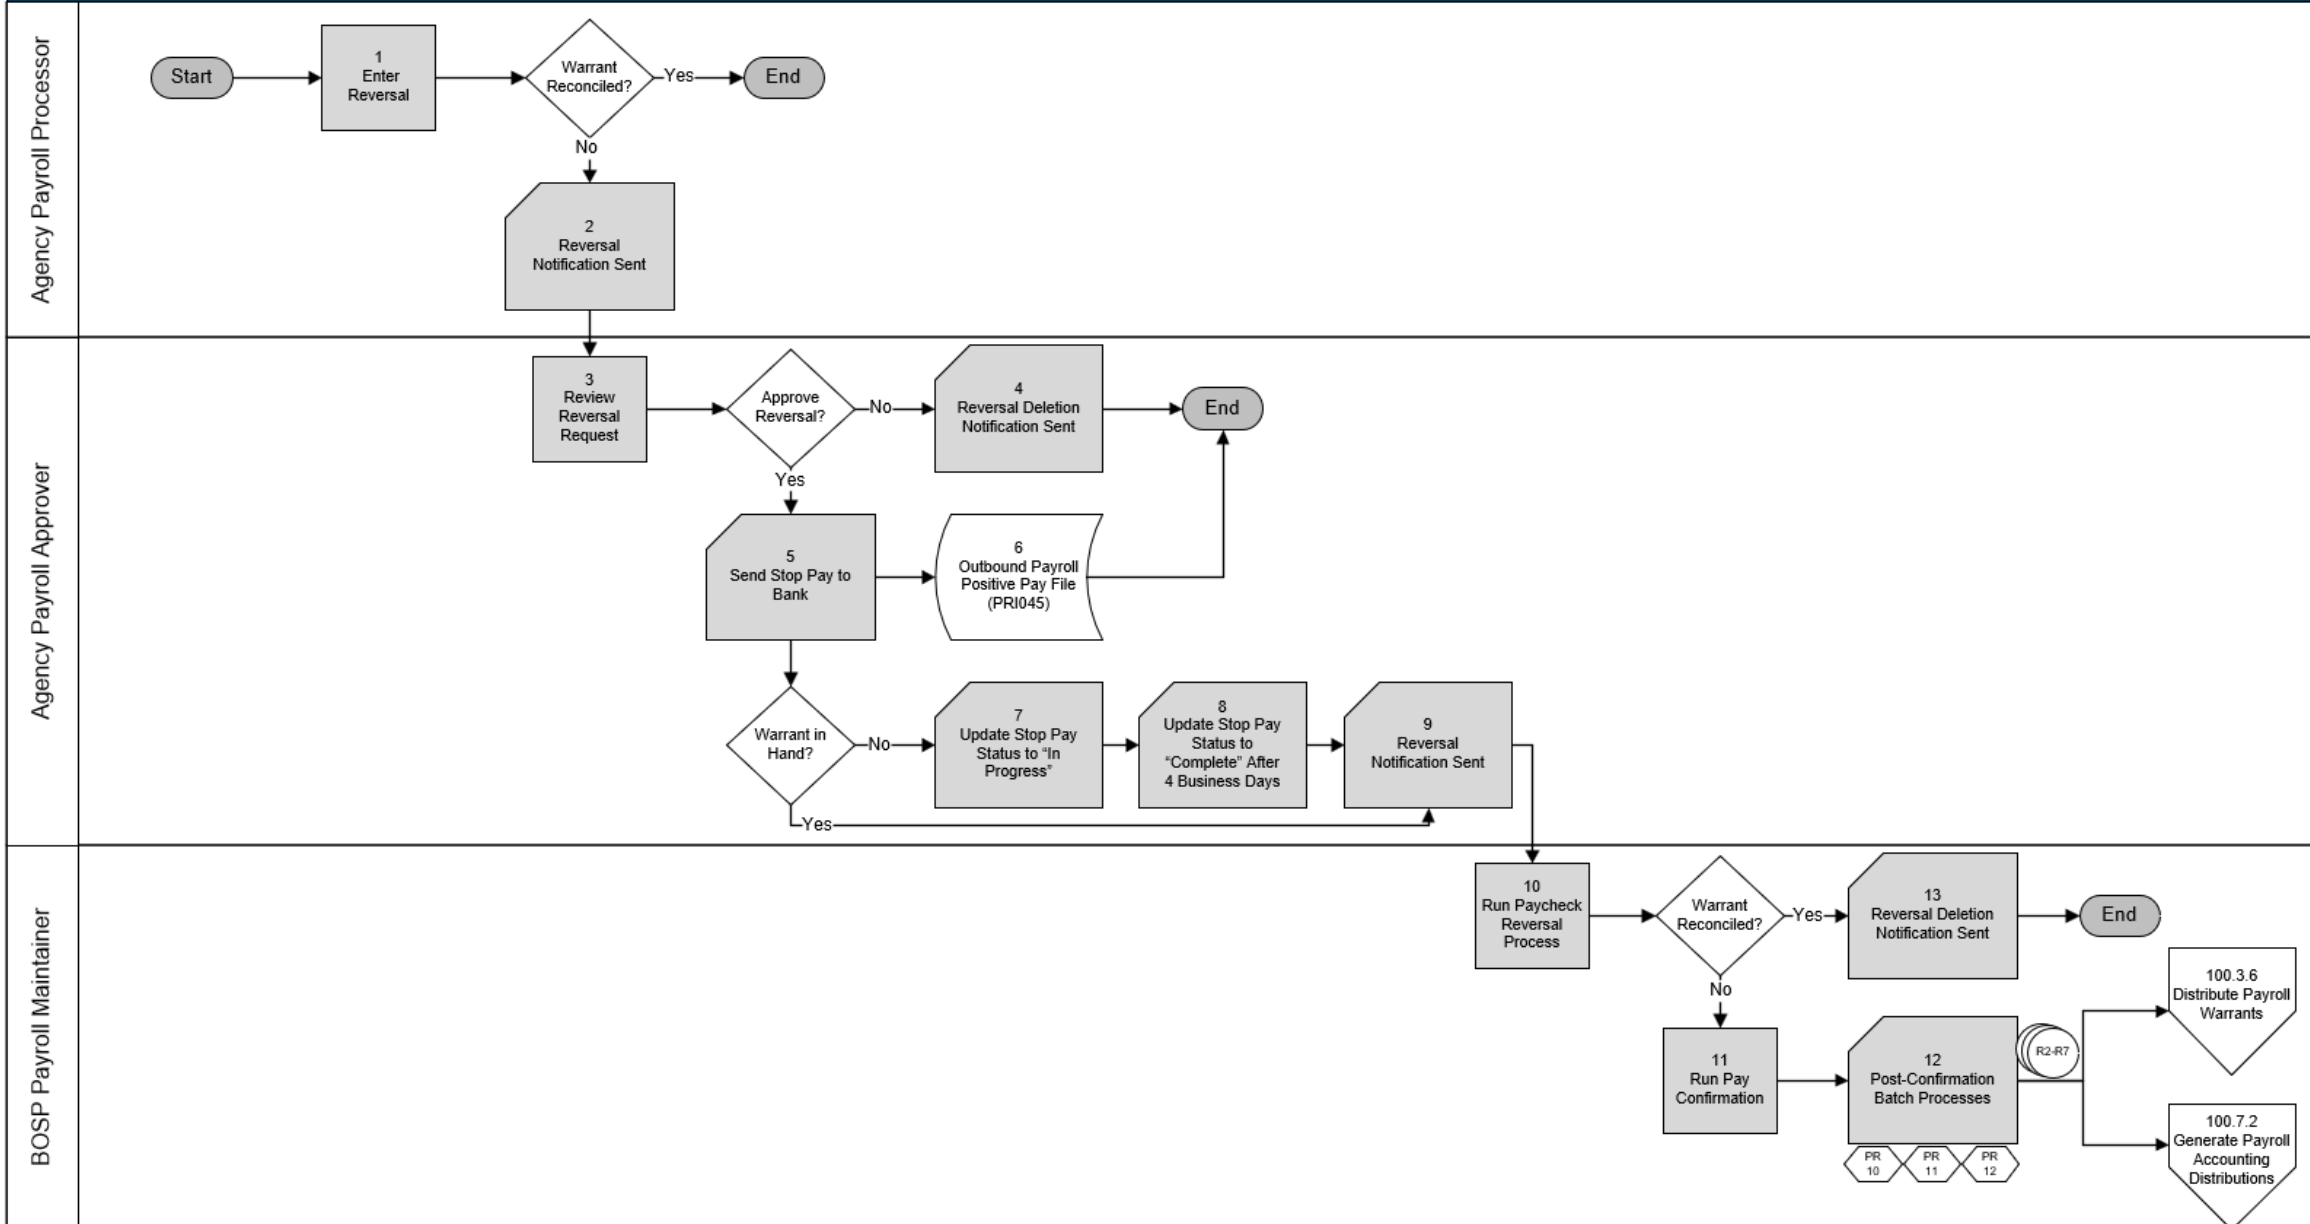 Agency Payroll Processor
Start
1
Enter
Reversal
Warrant
Reconciled?
Yes
End
No
2
Reversal
Notification Sent
Agency Payroll Approver
3
Review
Reversal
Request
Approve
Reversal?
No
4
Reversal Deletion
Notification Sent
End
Yes
5
Send Stop Pay to
Bank
6
Outbound Payroll
Positive Pay File
(PRI045)
Warrant in
Hand?
No
7
Update Stop Pay
Status to “In
Progress”
8
Update Stop Pay
Status to
“Complete” After
4 Business Days
9
Reversal
Notification Sent
Yes
BOSP Payroll Maintainer
10
Run Paycheck
Reversal
Process
Warrant
Reconciled?
Yes
13
Reversal Deletion
Notification Sent
End
No
11
Run Pay
Confirmation
12
Post-Confirmation
Batch Processes
R2-R7
PR
10
PR
11
PR
12
100.3.6
Distribute Payroll
Warrants
100.7.2
Generate Payroll
Accounting
Distributions